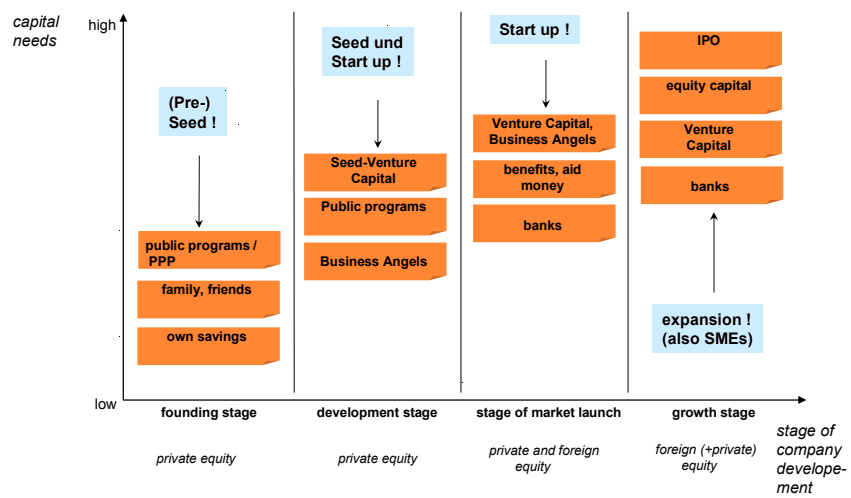 capital
needs
high
low
(Pre-)
Seed !
public programs /
PPP
family, friends
own savings
Seed und
Start up !
Seed-Venture
Capital
Public programs
Business Angels
Start up !
Venture Capital,
Business Angels
benefits, aid
money
banks
IPO
equity capital
Venture
Capital
banks
expansion !
(also SMEs)
founding stage
development stage
stage of market launch
growth stage
private equity
private equity
private and foreign
equity
foreign (+private)
equity
stage of
company
develope-
ment